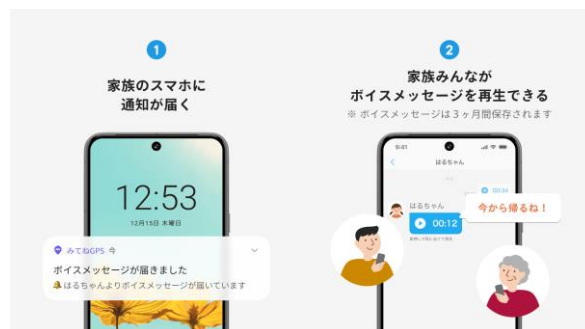 1
家族のスマホに
通知が届く
12:53
12月15日 木曜日
みてねGPS 今
ボイスメッセージが届きました
はるちゃんよりボイスメッセージが届いています
2
家族みんなが
ボイスメッセージを再生できる
※ ボイスメッセージは3ヶ月間保存されます
9:41
はるちゃん
はるちゃん
00:12
今から帰るね!